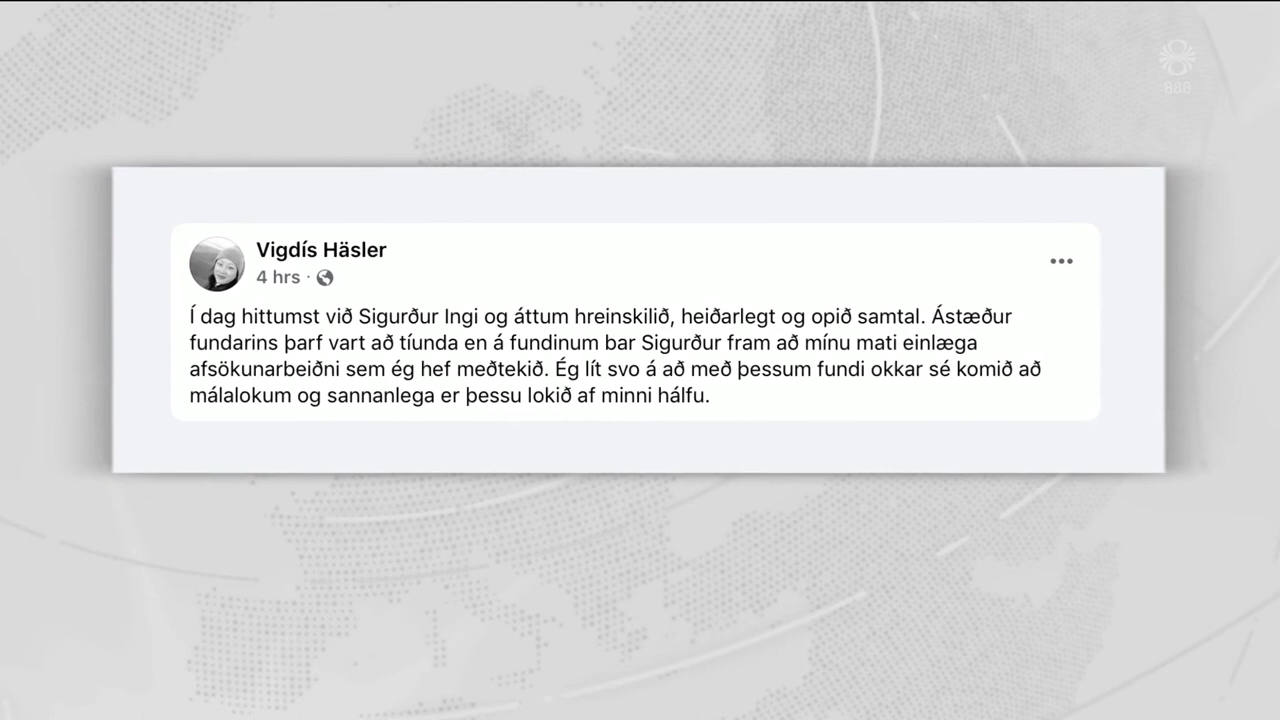 888
Vigdís Häsler
4 hrs ·
Í dag hittumst við Sigurður Ingi og áttum hreinskilið, heiðarlegt og opið samtal. Ástæður
fundarins þarf vart að tíunda en á fundinum bar Sigurður fram að mínu mati einlæga
afsökunarbeiðni sem ég hef meðtekið. Ég lít svo á að með þessum fundi okkar sé komið að
málalokum og sannanlega er þessu lokið af minni hálfu.